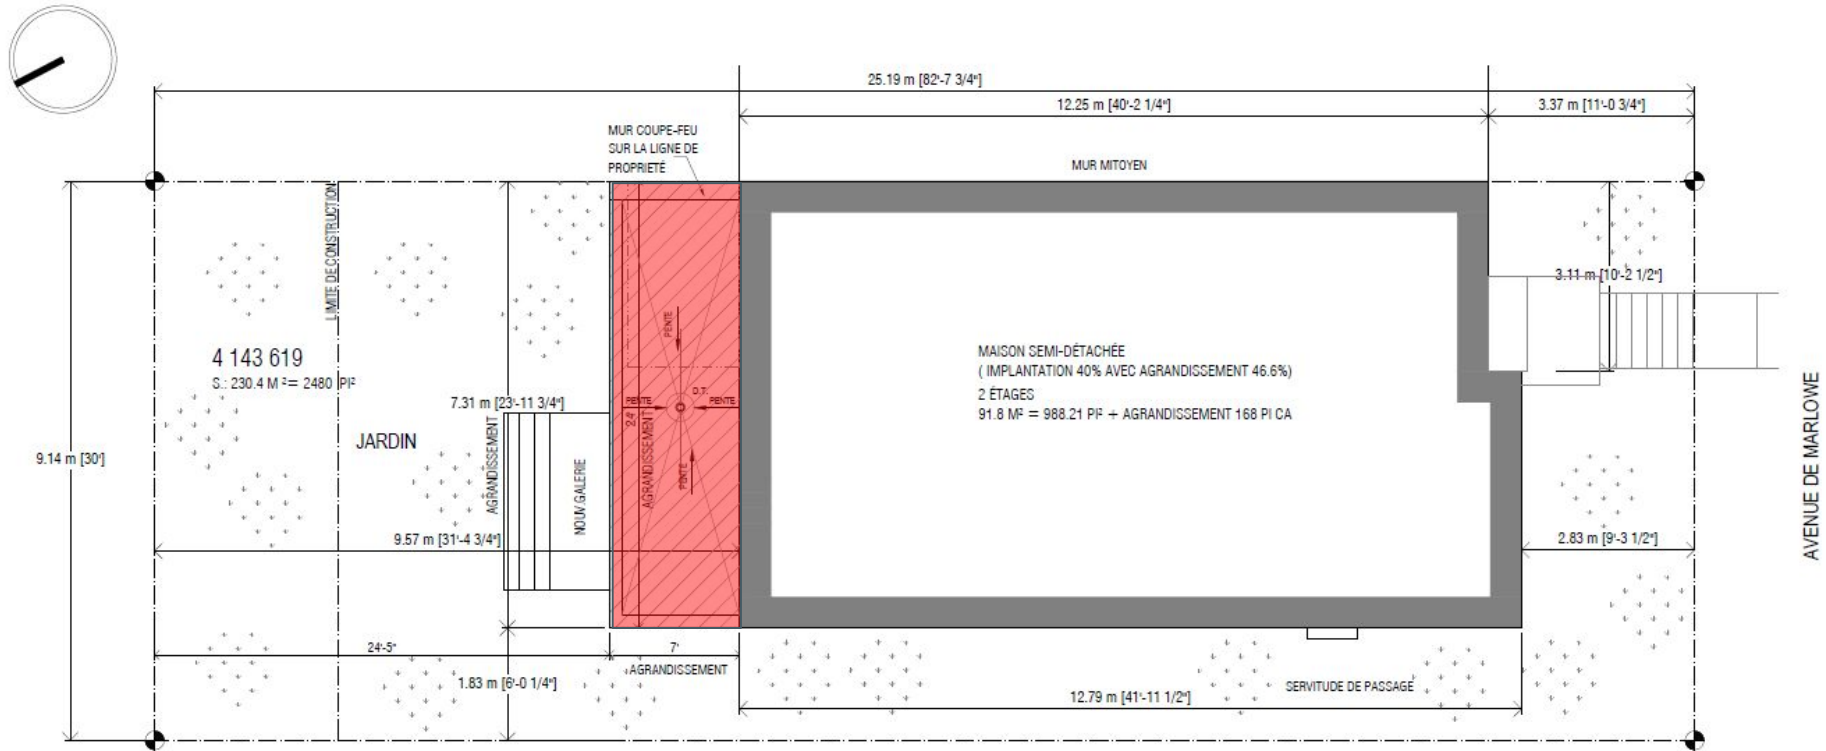 25.19 m [82'-7 3/4"]
12.25 m [40'-2 1/4"]
3.37 m [11'-0 3/4"]
MUR COUPE-FEU
SUR LA LIGNE DE
PROPRIETÉ
MUR MITOYEN
LIMITE DE CONSTRUCTION
3.11 m [10'-2 1/2"]
PENTE
4 143 619
S.: 230.4 M ²= 2480 PI²
MAISON SEMI-DÉTACHÉE
( IMPLANTATION 40% AVEC AGRANDISSEMENT 46.6%)
2 ÉTAGES
91.8 M² = 988.21 PI² + AGRANDISSEMENT 168 PI CA
7.31 m [23'-11 3/4"]
PENTE
D.T.
PENTE
24'
AGRANDISSEMENT
JARDIN
AGRANDISSEMENT
NOUV.GALERIE
PENTE
9.14 m [30']
AVENUE DE MARLOWE
9.57 m [31'-4 3/4"]
2.83 m [9'-3 1/2"]
24'-5"
7'
AGRANDISSEMENT
1.83 m [6'-0 1/4"]
SERVITUDE DE PASSAGE
12.79 m [41'-11 1/2"]